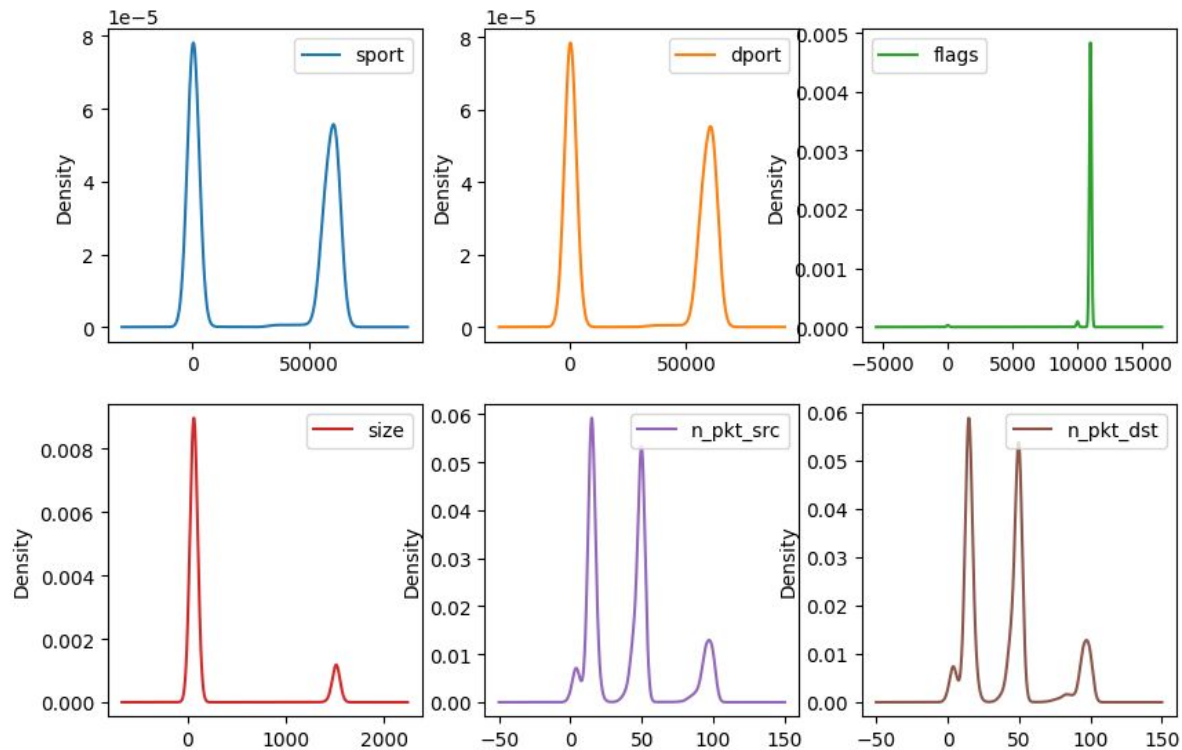 1e−5
sport
Density
8
6
4
2
0
0 50000
1e−5
dport
Density
8
6
4
2
0
0 50000
flags
Density
0.005
0.004
0.003
0.002
0.001
0.000
−5000 0 5000 10000 15000
size
Density
0.008
0.006
0.004
0.002
0.000
0 1000 2000
n_pkt_src
Density
0.06
0.05
0.04
0.03
0.02
0.01
0.00
−50 0 50 100 150
n_pkt_dst
Density
0.06
0.05
0.04
0.03
0.02
0.01
0.00
−50 0 50 100 150